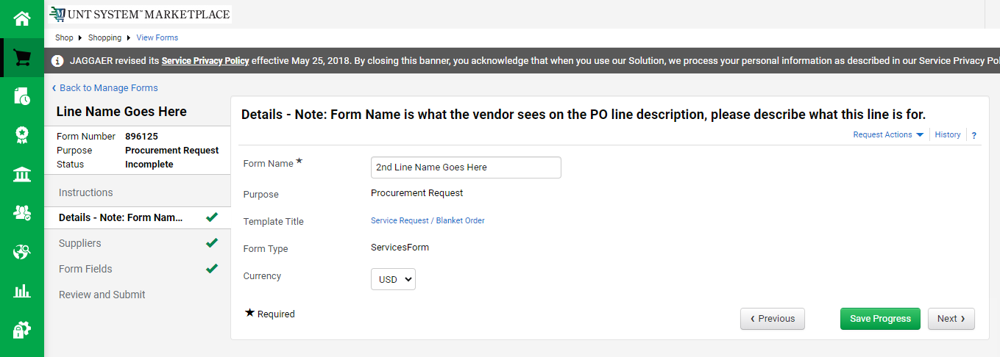 UNT SYSTEM™ MARKETPLACE
Shop Shopping View Forms
JAGGAER revised its Service Privacy Policy effective May 25, 2018. By closing this banner, you acknowledge that when you use our Solution, we process your personal information as described in our Service Privacy Pol
Back to Manage Forms
Line Name Goes Here
Form Number 896125
Purpose Procurement Request
Status Incomplete
Instructions
Details - Note: Form Nam...
Suppliers
Form Fields
Review and Submit
Details - Note: Form Name is what the vendor sees on the PO line description, please describe what this line is for.
Request Actions History ?
Form Name ★ 2nd Line Name Goes Here
Purpose Procurement Request
Template Title Service Request / Blanket Order
Form Type ServicesForm
Currency USD
★ Required
‹ Previous Save Progress Next ›